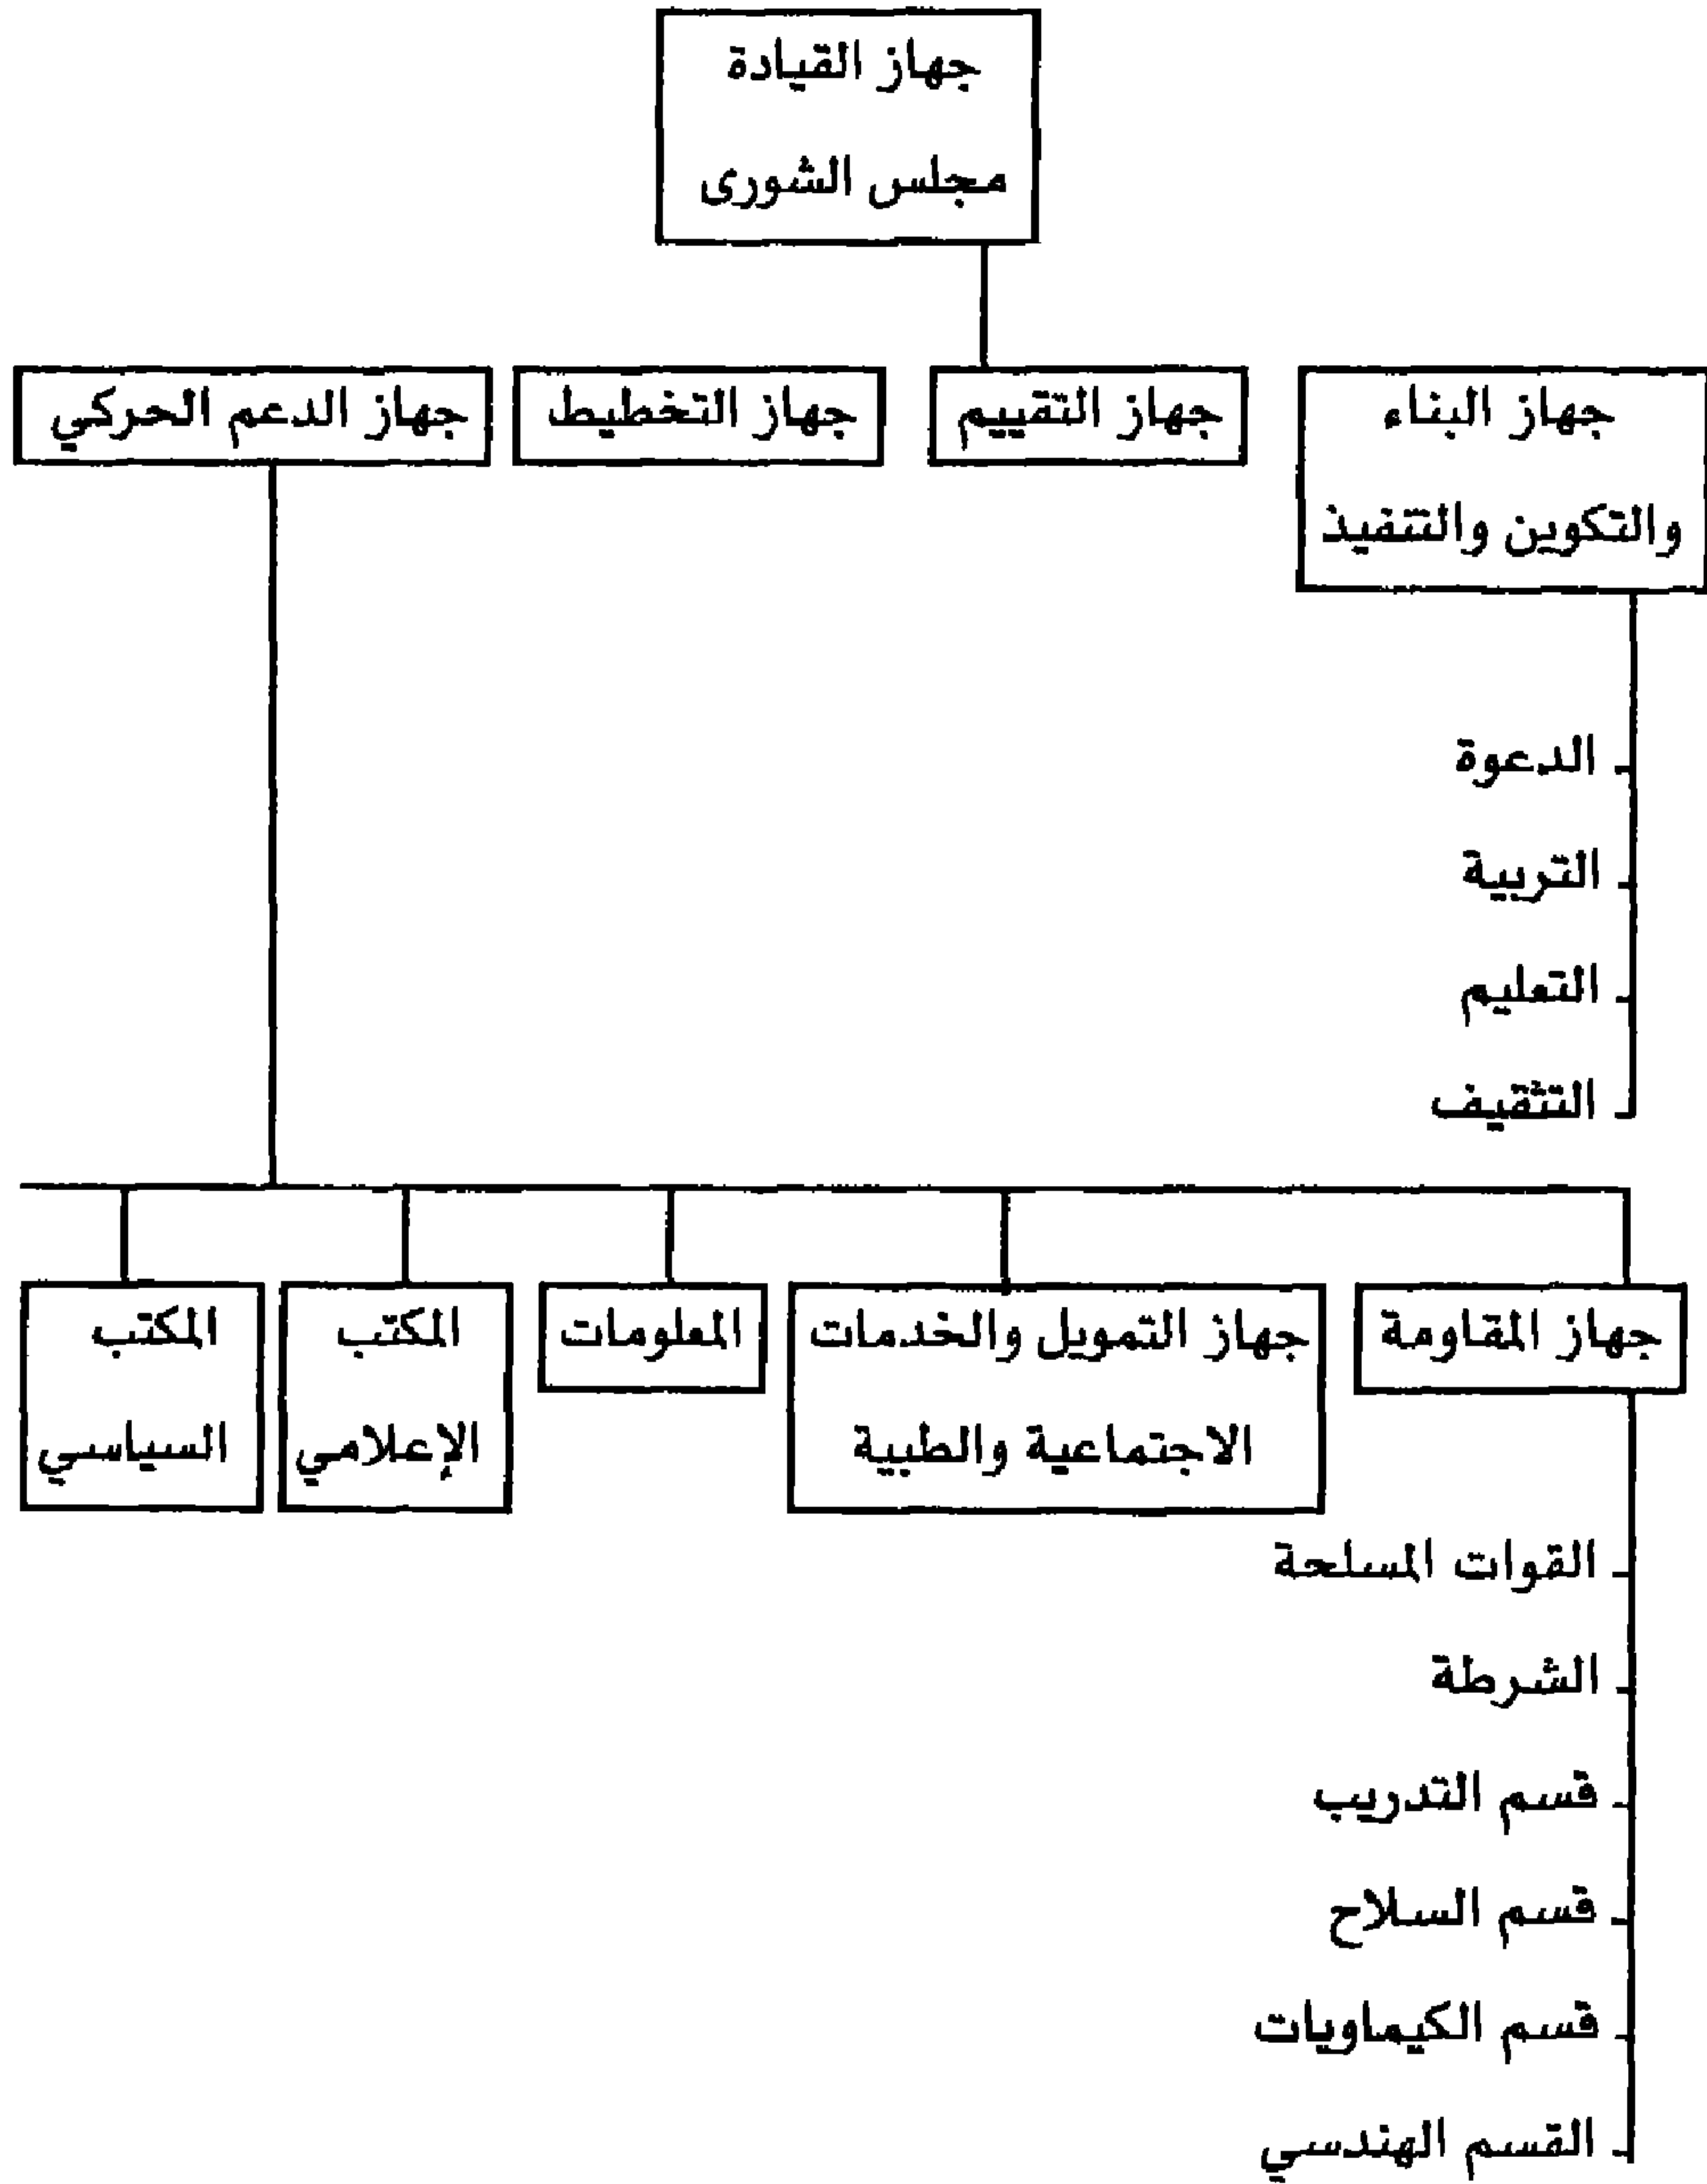 جهاز القيادة
مجلس الشورى
جهاز البناء
والتكوين والتنفيذ
جهاز التقييم
جهاز التخطيط
جهاز الدعم الحركي
الدعوة
التربية
التعليم
التثقيف
جهاز المقاومة
جهاز التمويل والخدمات
الاجتماعية والطبية
المعلومات
المكتب
الإعلامي
المكتب
السياسي
القوات المسلحة
الشرطة
قسم التدريب
قسم السلاح
قسم الكيماويات
القسم الهندسي